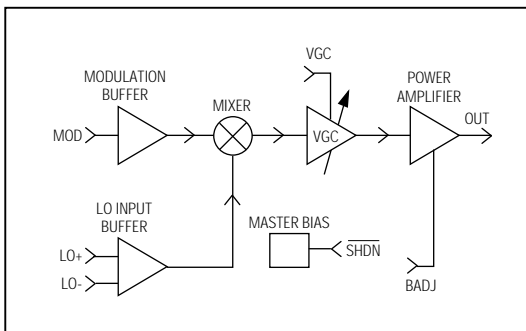 VGC
MODULATION
BUFFER
MIXER
POWER
AMPLIFIER
MOD
VGC
OUT
LO INPUT
BUFFER
MASTER BIAS
LO+
SHDN
LO-
BADJ